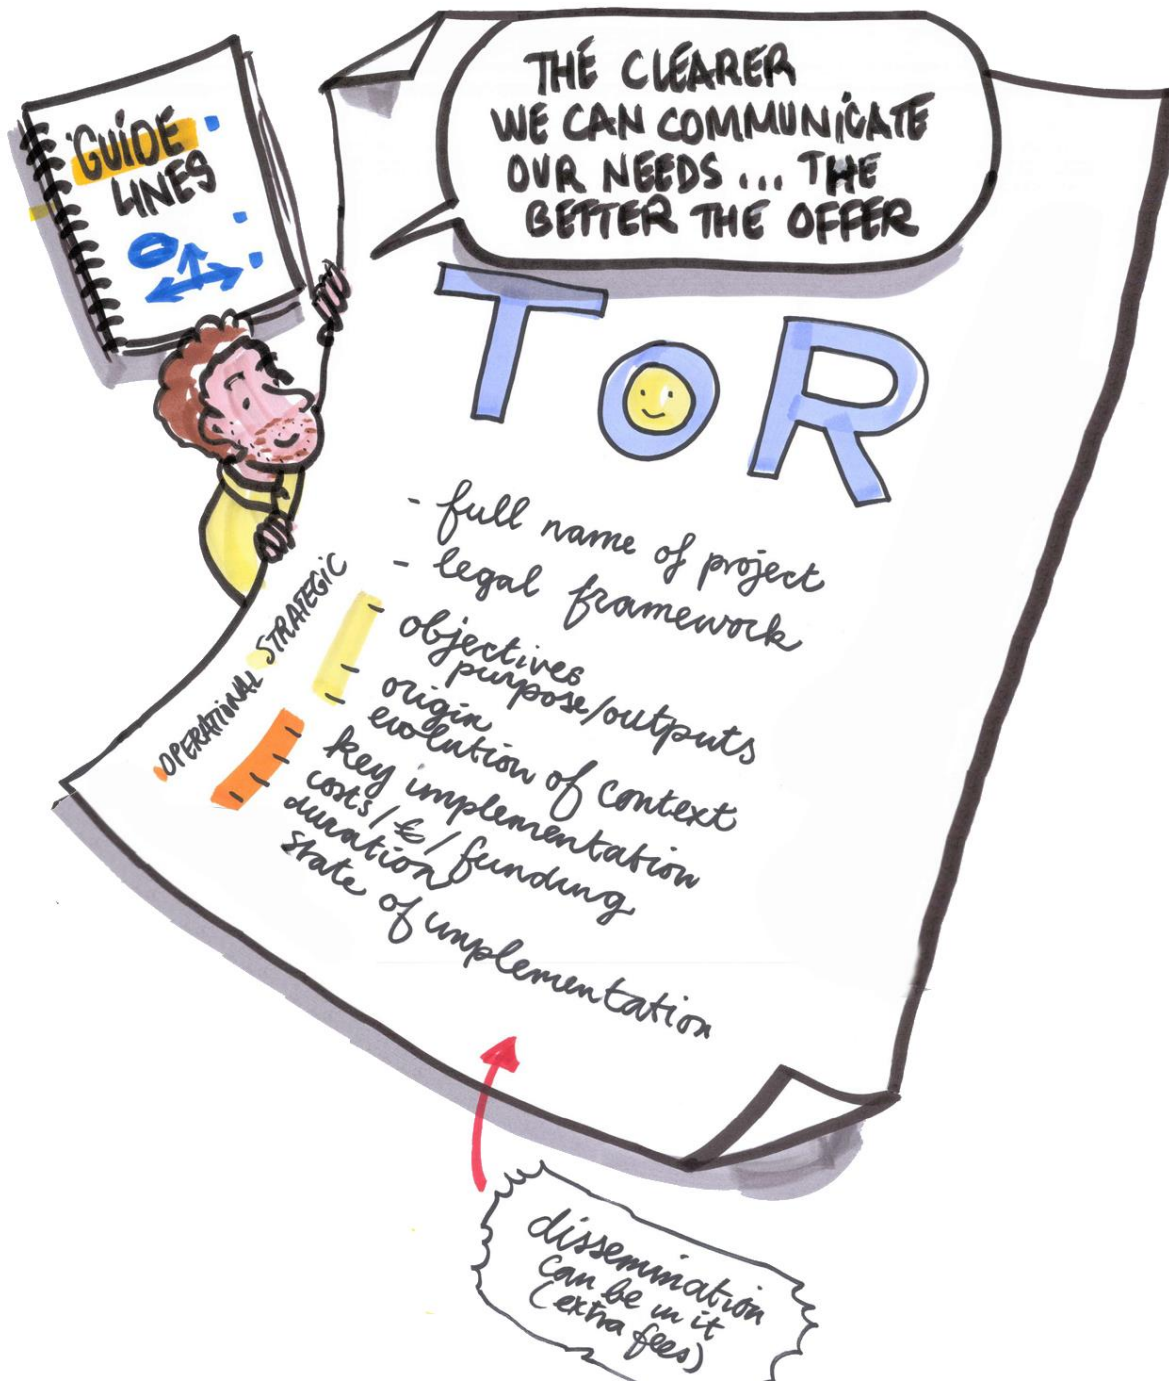 GUIDE
LINES
THE CLEARER
WE CAN COMMUNICATE
OUR NEEDS ... THE
BETTER THE OFFER
TOR
- full name of project
- legal framework
STRATEGIC
- objectives
purpose/outputs
- origin
- evolution of context
OPERATIONAL
- key implementation
- costs/€/funding
- duration
- state of implementation
dissemination
can be in it
(extra fees)